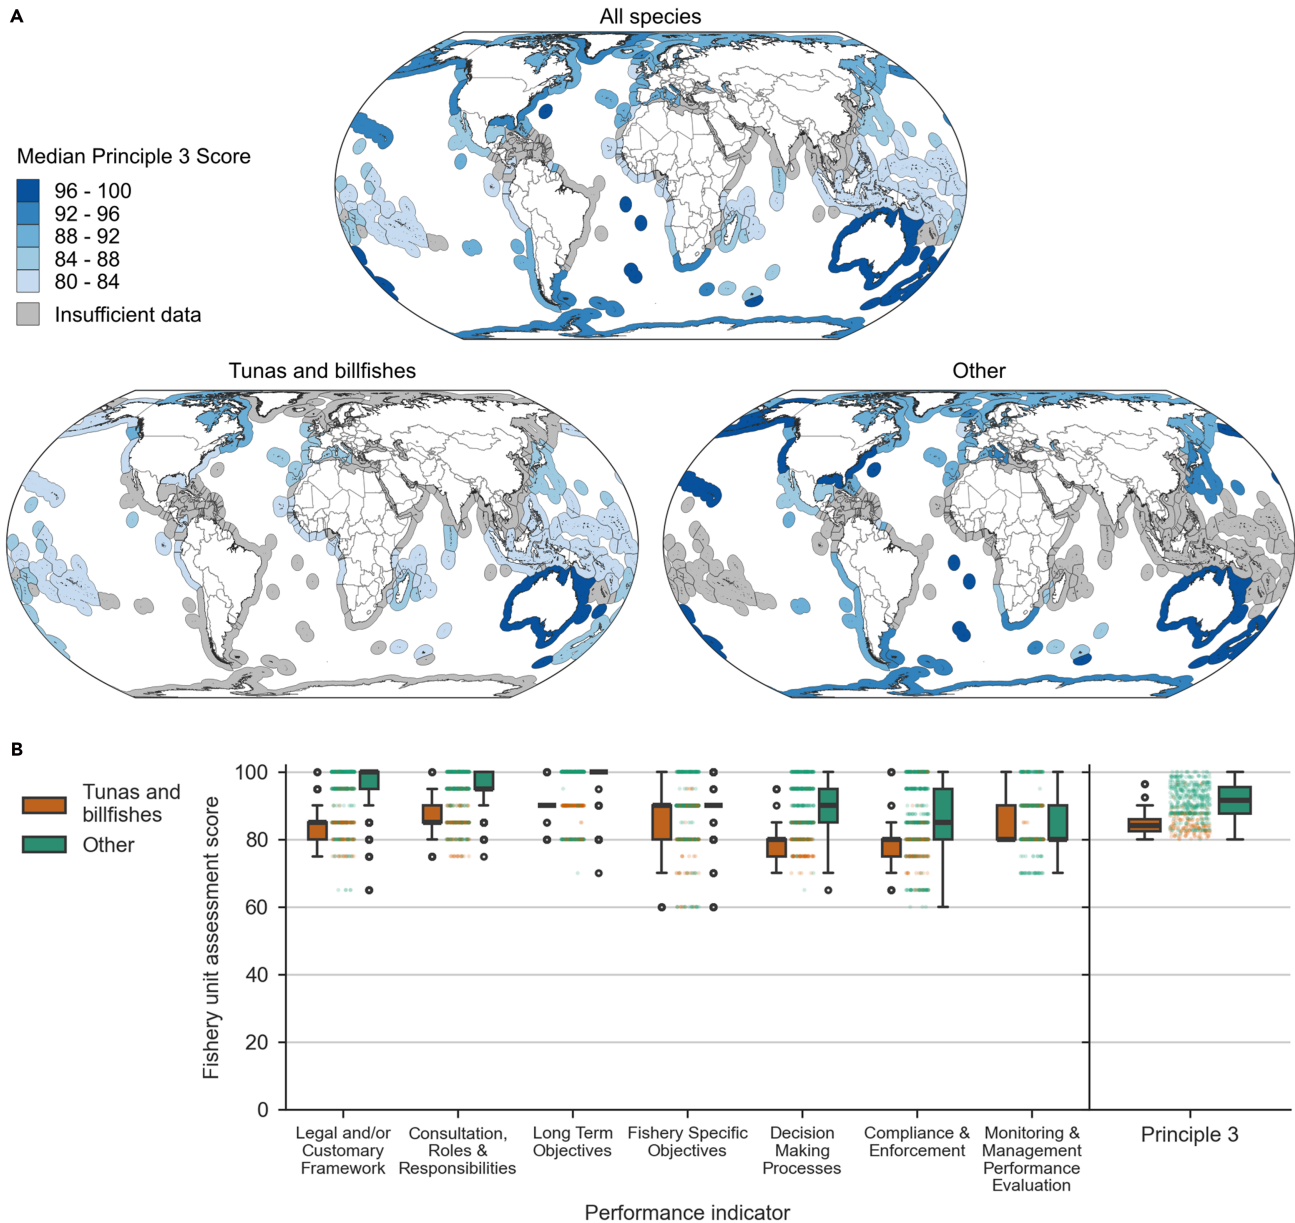 A
All species
Median Principle 3 Score
96 - 100
92 - 96
88 - 92
84 - 88
80 - 84
Insufficient data
Tunas and billfishes
Other
B
Tunas and
billfishes
Other
Fishery unit assessment score
100
80
60
40
20
0
Legal and/or
Customary
Framework
Consultation,
Roles &
Responsibilities
Long Term
Objectives
Fishery Specific
Objectives
Decision
Making
Processes
Compliance &
Enforcement
Monitoring &
Management
Performance
Evaluation
Principle 3
Performance indicator